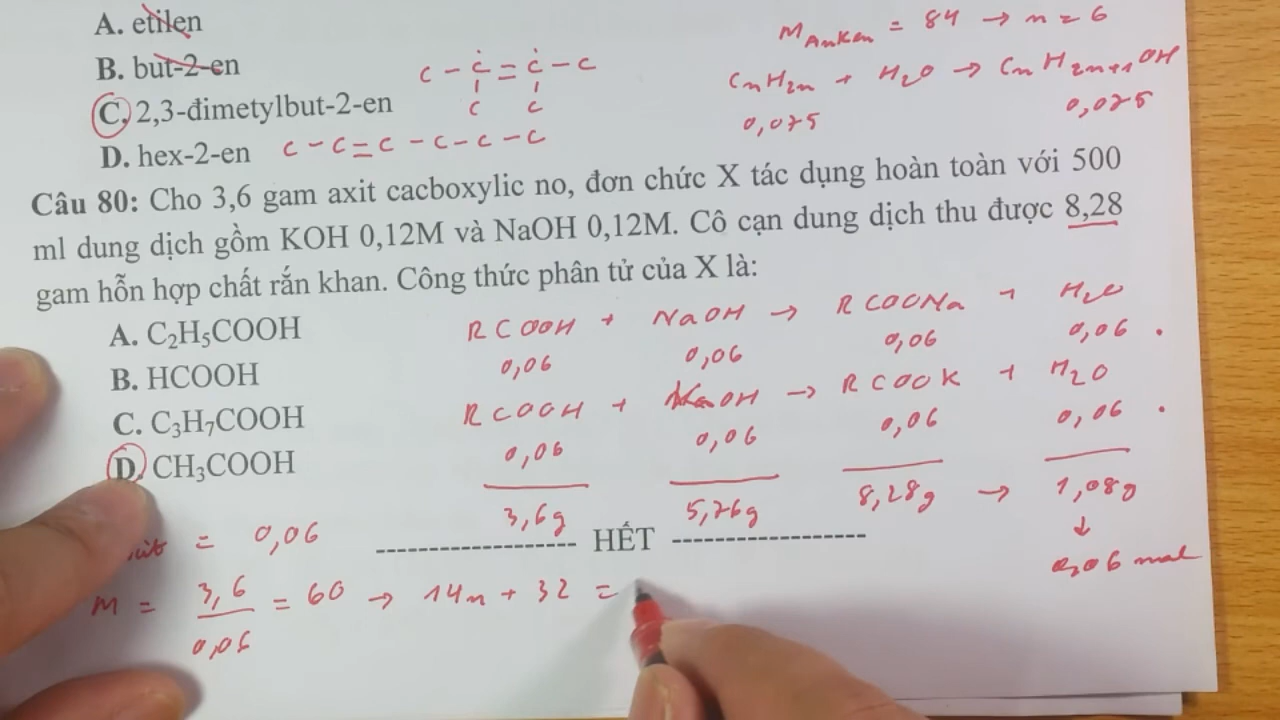 A. etilen
M Anken = 84 → n = 6
B. but-2-en
C - C = C - C
C C
CnH2n + H2O → CnH2n+1OH
0,075 0,075
C. 2,3-đimetylbut-2-en
D. hex-2-en C - C = C - C - C - C
Câu 80: Cho 3,6 gam axit cacboxylic no, đơn chức X tác dụng hoàn toàn với 500
ml dung dịch gồm KOH 0,12M và NaOH 0,12M. Cô cạn dung dịch thu được 8,28
gam hỗn hợp chất rắn khan. Công thức phân tử của X là:
A. C₂H₅COOH
RCOOH + NaOH → RCOONa + H2O
0,06 0,06 0,06 0,06
B. HCOOH
RCOOH + OH → RCOOK + H2O
C. C₃H₇COOH
0,06 0,06 0,06 0,06
D. CH₃COOH
3,6g 5,76g 8,28g → 1,08g
= 0,06
HẾT
↓
0,06 mol
M = 3,6 / 0,06 = 60 → 14n + 32 =